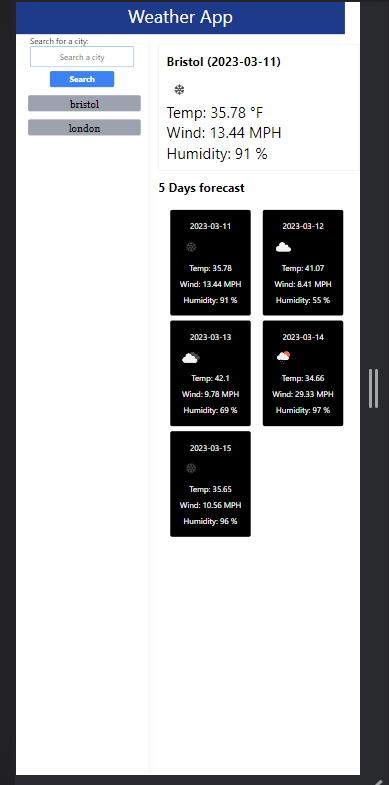 Weather App
Search for a city:
Search a city
Search
bristol
london
Bristol (2023-03-11)
Temp: 35.78 °F
Wind: 13.44 MPH
Humidity: 91 %
5 Days forecast
2023-03-11
Temp: 35.78
Wind: 13.44 MPH
Humidity: 91 %
2023-03-12
Temp: 41.07
Wind: 8.41 MPH
Humidity: 55 %
2023-03-13
Temp: 42.1
Wind: 9.78 MPH
Humidity: 69 %
2023-03-14
Temp: 34.66
Wind: 29.33 MPH
Humidity: 97 %
2023-03-15
Temp: 35.65
Wind: 10.56 MPH
Humidity: 96 %